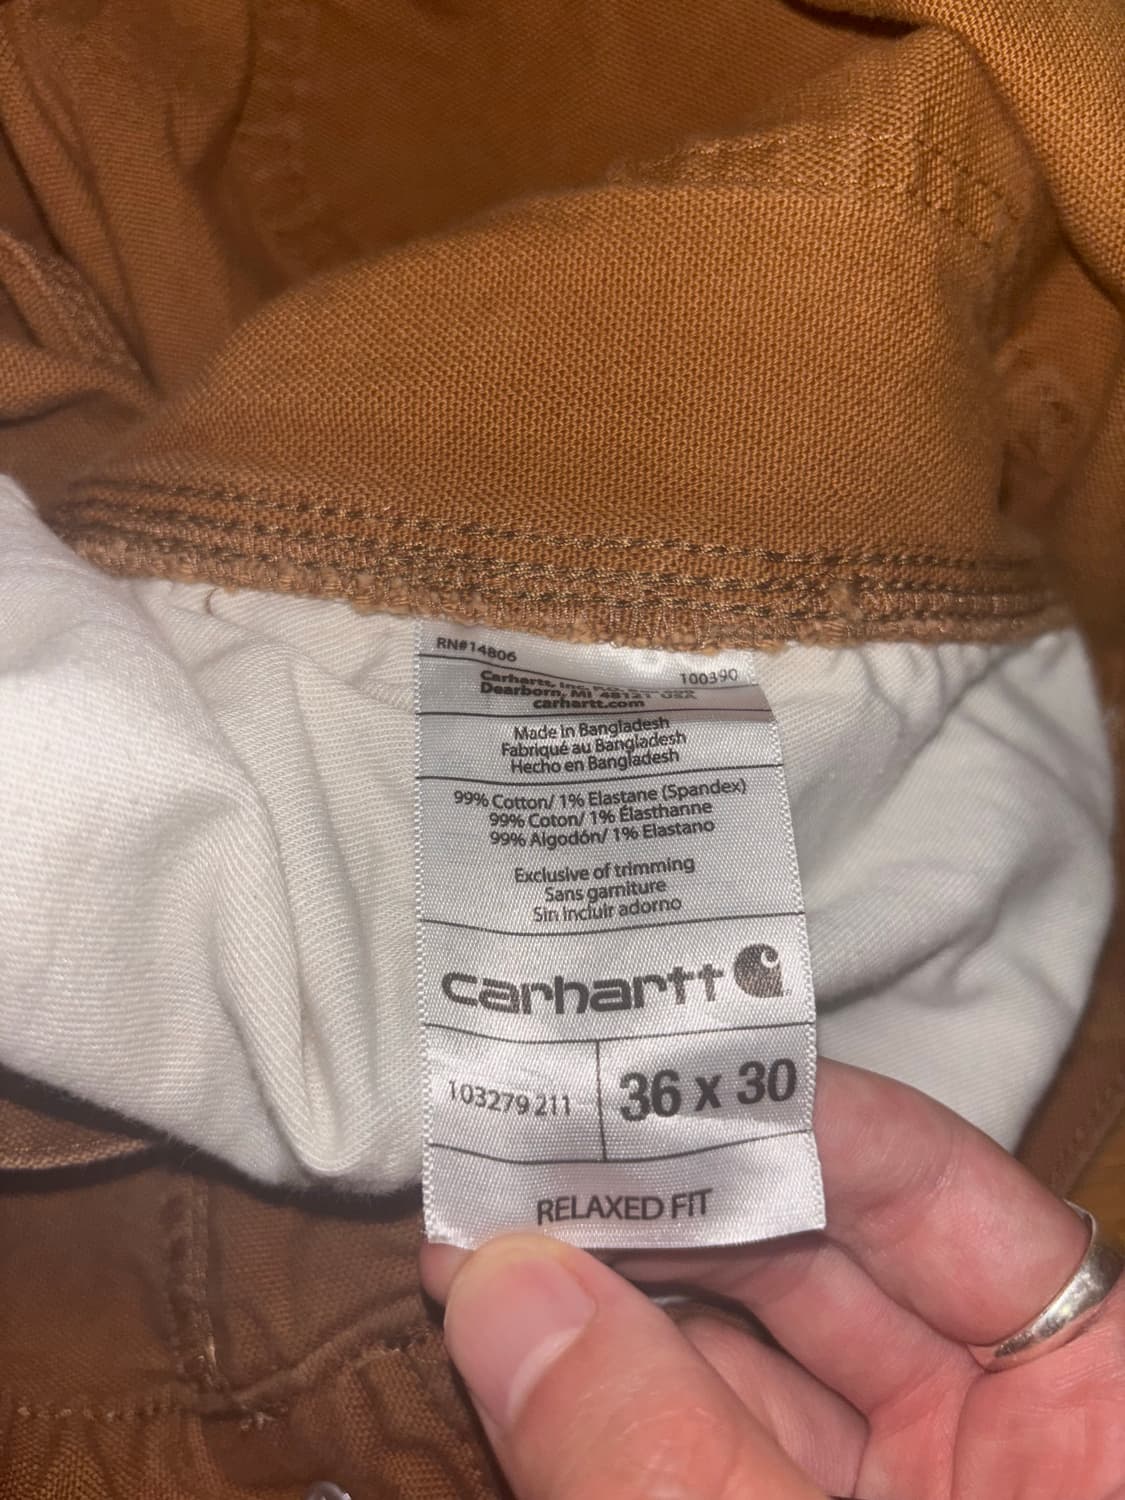 RN#14806
100390
Carhartt, Inc.
Dearborn, MI 48121 USA
carhartt.com
Made in Bangladesh
Fabriqué au Bangladesh
Hecho en Bangladesh
99% Cotton/ 1% Elastane (Spandex)
99% Coton/ 1% Élasthanne
99% Algodón/ 1% Elastano
Exclusive of trimming
Sans garniture
Sin incluir adorno
carhartt
103279 211
36 x 30
RELAXED FIT